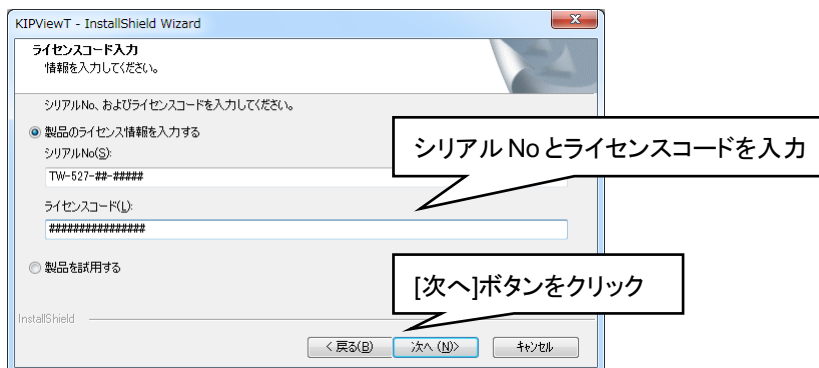 KIPViewT - InstallShield Wizard
ライセンスコード入力
情報を入力してください。
シリアルNo、およびライセンスコードを入力してください。
製品のライセンス情報を入力する
シリアルNo(S):
TW-527-##-#####
シリアル No とライセンスコードを入力
ライセンスコード(L):
################
製品を試用する
[次へ]ボタンをクリック
InstallShield
< 戻る(B)
次へ (N)>
キャンセル